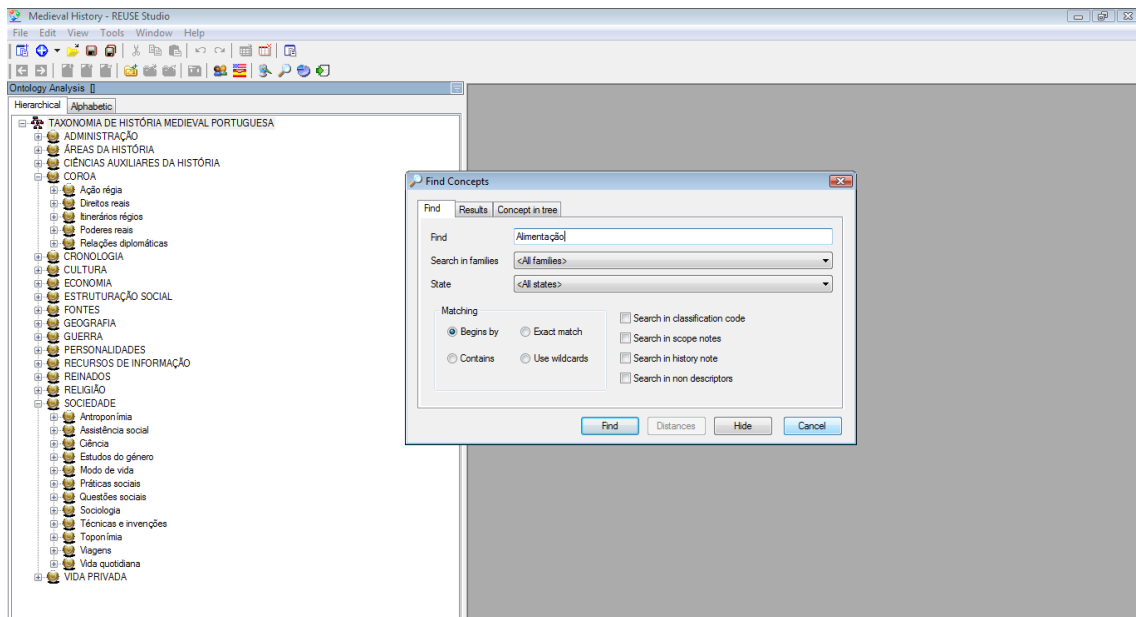 Medieval History - REUSE Studio
File Edit View Tools Window Help
Ontology Analysis []
Hierarchical Alphabetic
TAXONOMIA DE HISTÓRIA MEDIEVAL PORTUGUESA
ADMINISTRAÇÃO
ÁREAS DA HISTÓRIA
CIÊNCIAS AUXILIARES DA HISTÓRIA
COROA
Ação régia
Direitos reais
Itinerários régios
Poderes reais
Relações diplomáticas
CRONOLOGIA
CULTURA
ECONOMIA
ESTRUTURAÇÃO SOCIAL
FONTES
GEOGRAFIA
GUERRA
PERSONALIDADES
RECURSOS DE INFORMAÇÃO
REINADOS
RELIGIÃO
SOCIEDADE
Antroponímia
Assistência social
Ciência
Estudos do género
Modo de vida
Práticas sociais
Questões sociais
Sociologia
Técnicas e invenções
Toponímia
Viagens
Vida quotidiana
VIDA PRIVADA
Find Concepts
Find Results Concept in tree
Find Alimentação
Search in families <All families>
State <All states>
Matching
Begins by Exact match
Contains Use wildcards
Search in classification code
Search in scope notes
Search in history note
Search in non descriptors
Find Distances Hide Cancel